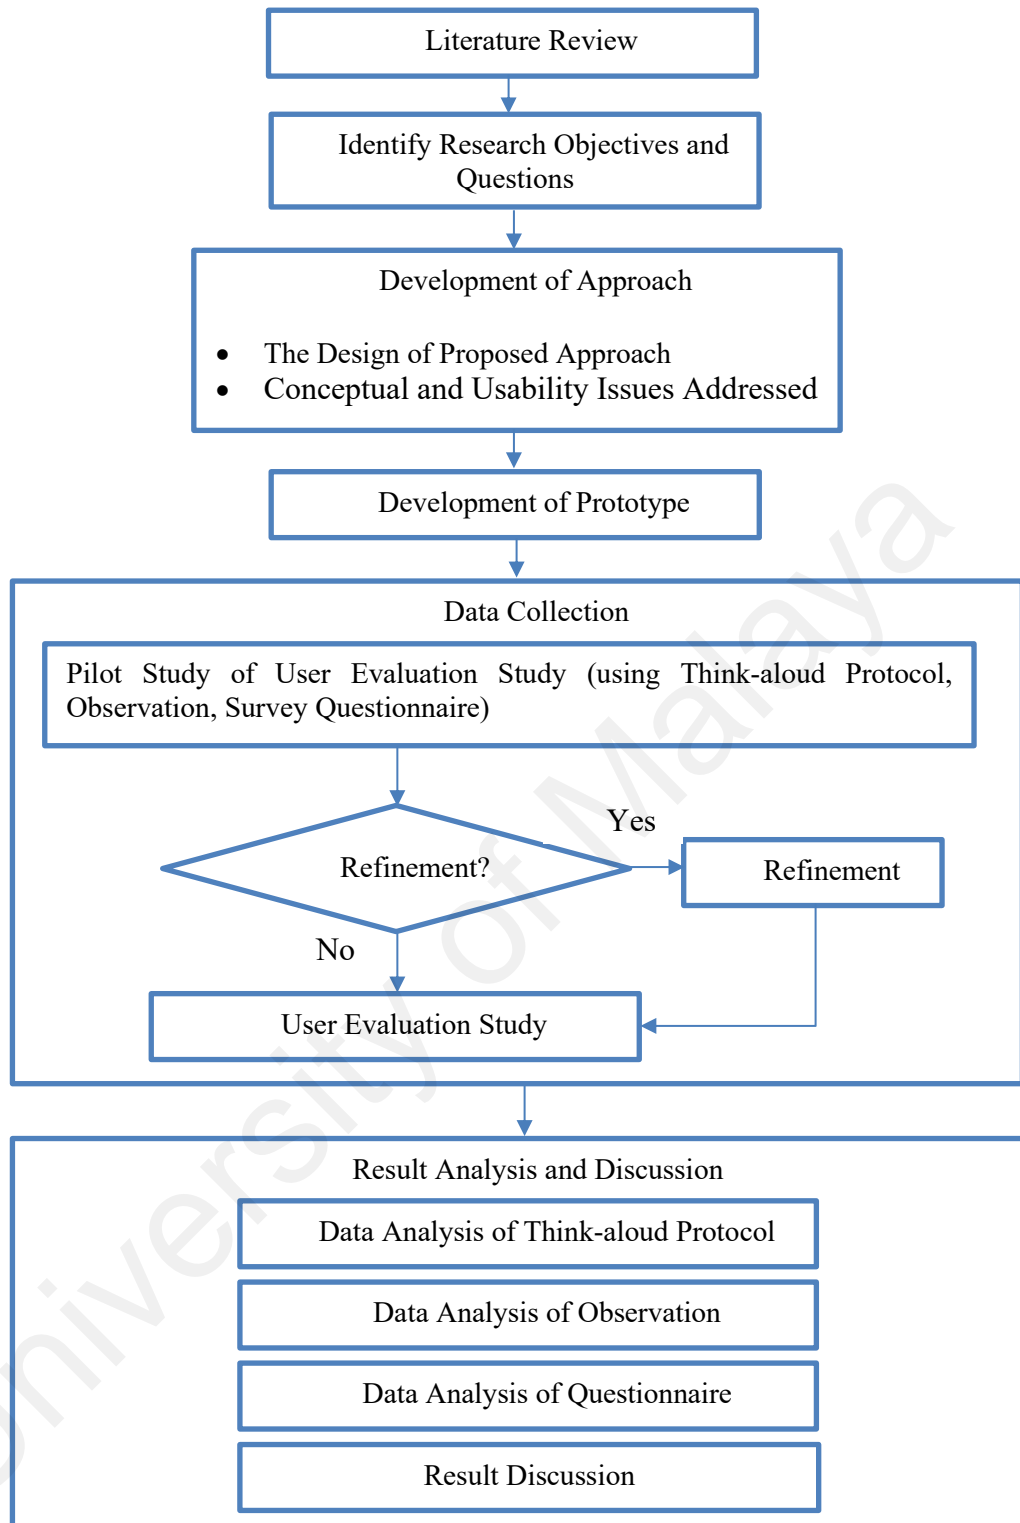 Literature Review
Identify Research Objectives and
Questions
Development of Approach
• The Design of Proposed Approach
• Conceptual and Usability Issues Addressed
Development of Prototype
Data Collection
Pilot Study of User Evaluation Study (using Think-aloud Protocol,
Observation, Survey Questionnaire)
Yes
Refinement?
Refinement
No
User Evaluation Study
Result Analysis and Discussion
Data Analysis of Think-aloud Protocol
Data Analysis of Observation
Data Analysis of Questionnaire
Result Discussion
University of Malaya